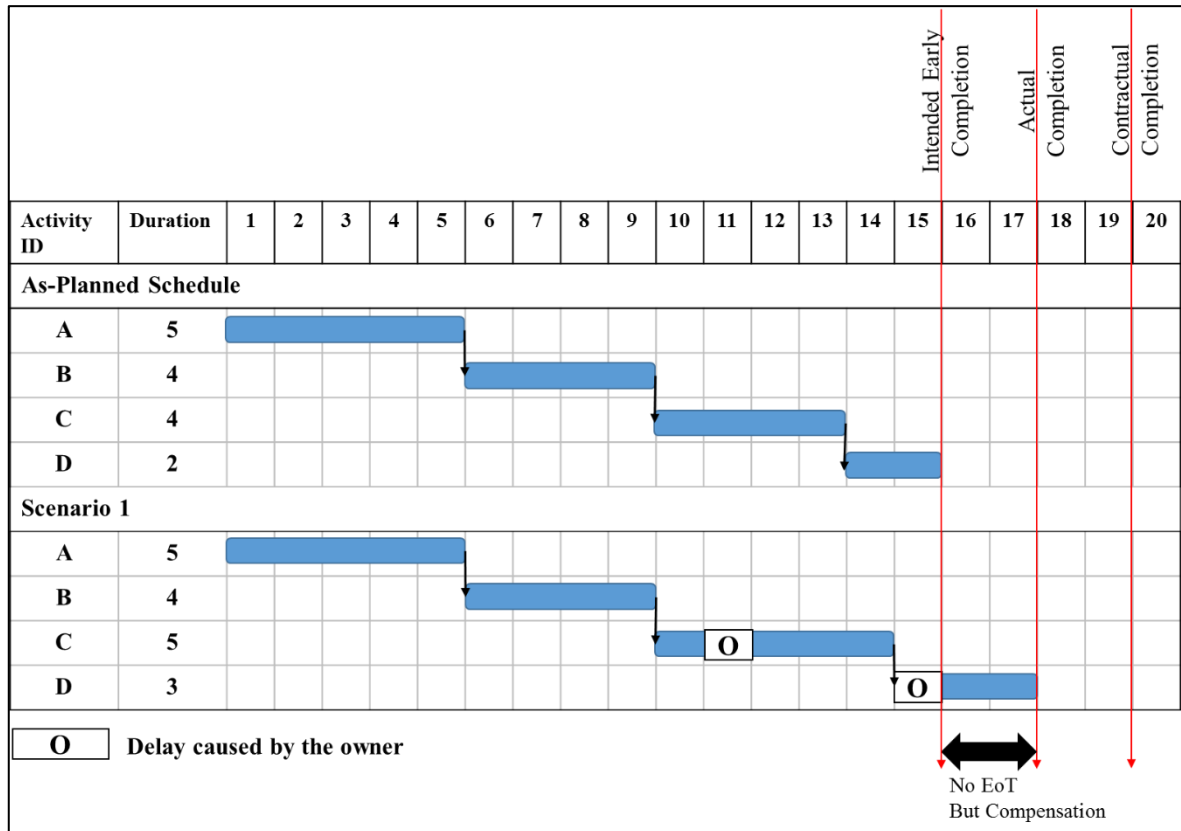 Intended Early
Completion
Actual
Completion
Contractual
Completion
Activity ID Duration 1 2 3 4 5 6 7 8 9 10 11 12 13 14 15 16 17 18 19 20
As-Planned Schedule
A 5
B 4
C 4
D 2
Scenario 1
A 5
B 4
C 5 O
D 3 O
O Delay caused by the owner
No EoT
But Compensation